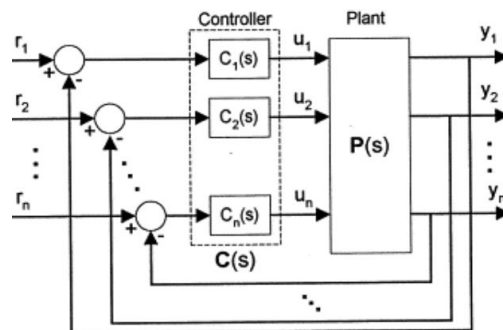 Controller Plant
r1 + - C1(s) u1 y1
r2 + - C2(s) u2 P(s) y2
rn + - Cn(s) un yn
C(s)